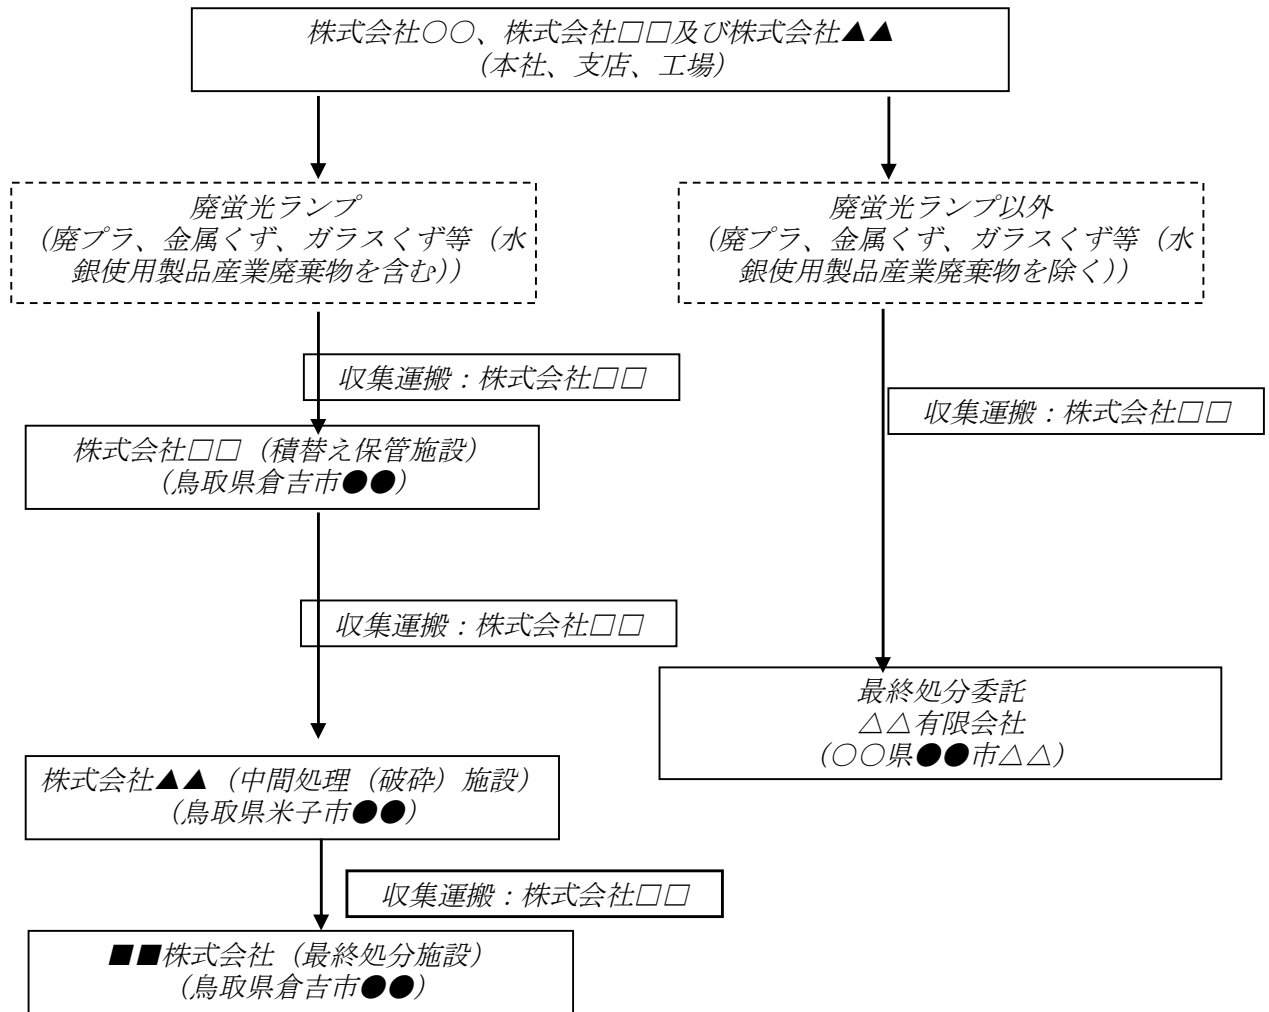 株式会社○○、株式会社□□及び株式会社▲▲
（本社、支店、工場）
廃蛍光ランプ
（廃プラ、金属くず、ガラスくず等（水
銀使用製品産業廃棄物を含む））
廃蛍光ランプ以外
（廃プラ、金属くず、ガラスくず等（水
銀使用製品産業廃棄物を除く））
収集運搬：株式会社□□
収集運搬：株式会社□□
株式会社□□（積替え保管施設）
（鳥取県倉吉市●●）
収集運搬：株式会社□□
最終処分委託
△△有限会社
（○○県●●市△△）
株式会社▲▲（中間処理（破砕）施設）
（鳥取県米子市●●）
収集運搬：株式会社□□
■■株式会社（最終処分施設）
（鳥取県倉吉市●●）